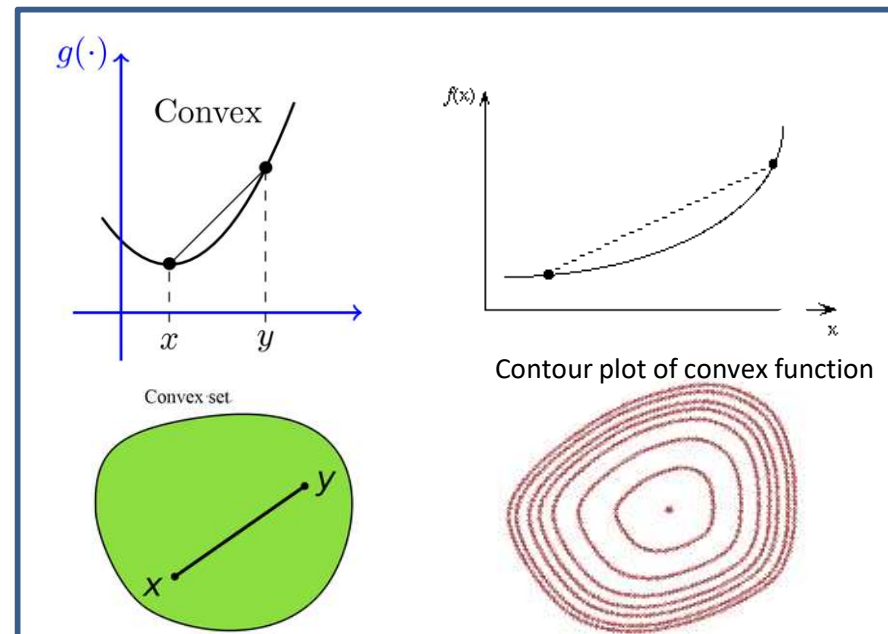 g(·)
Convex
x
y
f(x)
x
Contour plot of convex function
Convex set
x
y